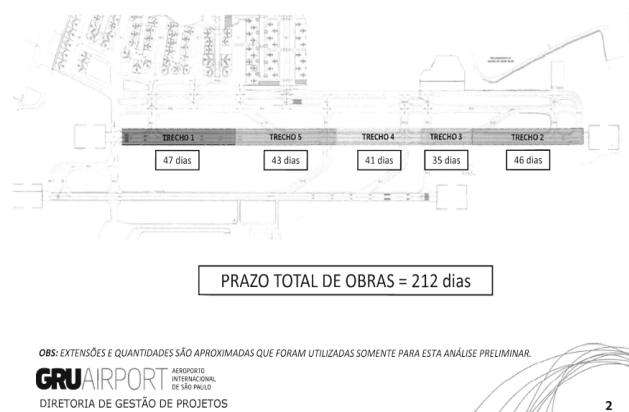 TRECHO 1
TRECHO 5
TRECHO 4
TRECHO 3
TRECHO 2
47 dias
43 dias
41 dias
35 dias
46 dias
PRAZO TOTAL DE OBRAS = 212 dias
OBS: EXTENSÕES E QUANTIDADES SÃO APROXIMADAS QUE FORAM UTILIZADAS SOMENTE PARA ESTA ANÁLISE PRELIMINAR.
GRUAIRPORT
AEROPORTO
INTERNACIONAL
DE SÃO PAULO
DIRETORIA DE GESTÃO DE PROJETOS
2